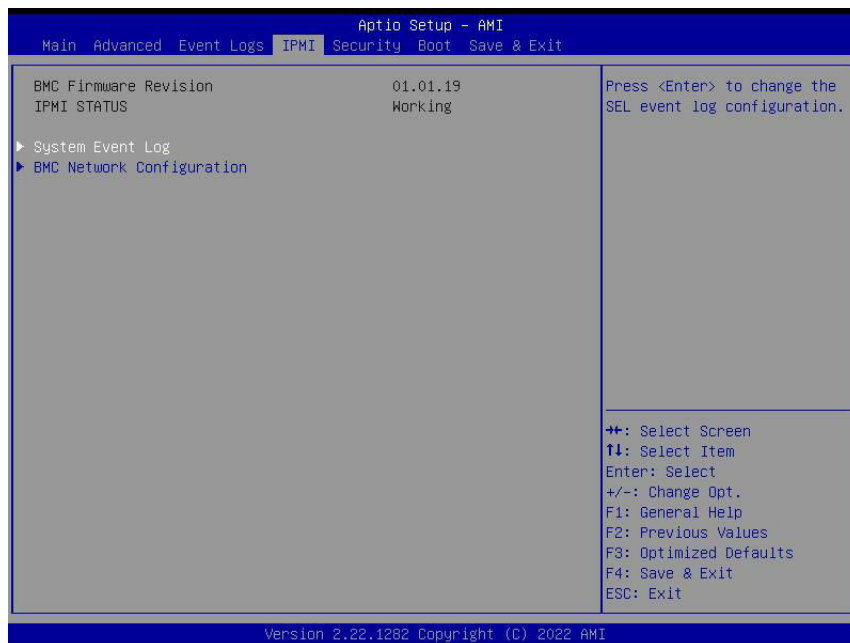 Aptio Setup – AMI
Main Advanced Event Logs IPMI Security Boot Save & Exit
BMC Firmware Revision 01.01.19
IPMI STATUS Working
▶ System Event Log
▶ BMC Network Configuration
Press <Enter> to change the
SEL event log configuration.
→←: Select Screen
↑↓: Select Item
Enter: Select
+/-: Change Opt.
F1: General Help
F2: Previous Values
F3: Optimized Defaults
F4: Save & Exit
ESC: Exit
Version 2.22.1282 Copyright (C) 2022 AMI